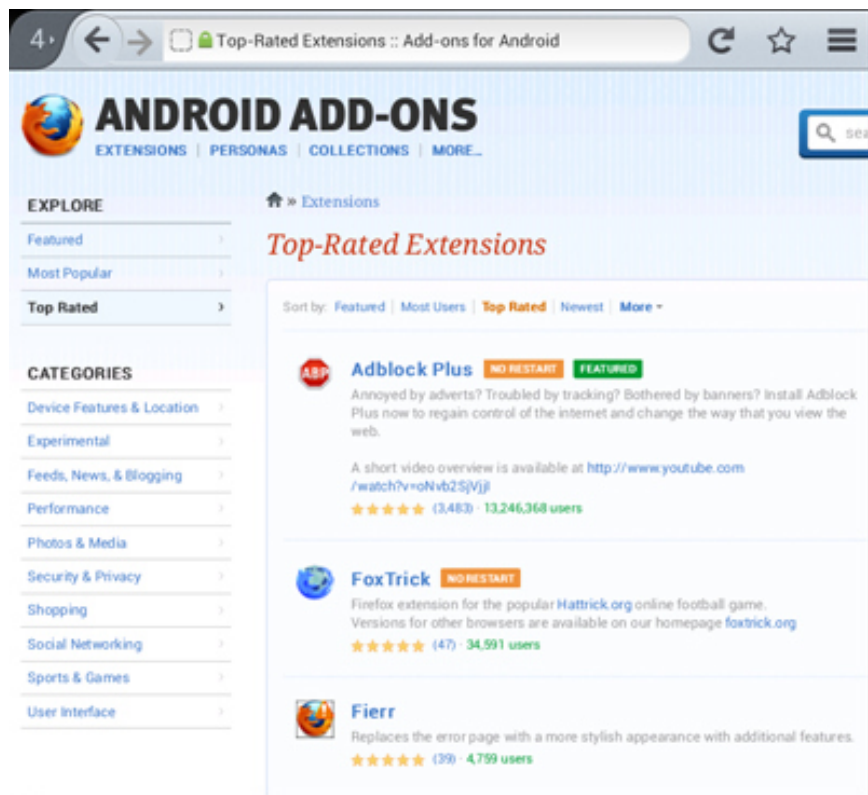 4
Top-Rated Extensions :: Add-ons for Android
ANDROID ADD-ONS
EXTENSIONS | PERSONAS | COLLECTIONS | MORE...
sea
EXPLORE
Featured
Most Popular
Top Rated
CATEGORIES
Device Features & Location
Experimental
Feeds, News, & Blogging
Performance
Photos & Media
Security & Privacy
Shopping
Social Networking
Sports & Games
User Interface
» Extensions
Top-Rated Extensions
Sort by: Featured | Most Users | Top Rated | Newest | More
ABP
Adblock Plus NO RESTART FEATURED
Annoyed by adverts? Troubled by tracking? Bothered by banners? Install Adblock
Plus now to regain control of the internet and change the way that you view the
web.
A short video overview is available at http://www.youtube.com
/watch?v=oNvb2SjVjjI
(3,483) · 13,246,368 users
FoxTrick NO RESTART
Firefox extension for the popular Hattrick.org online football game.
Versions for other browsers are available on our homepage foxtrick.org
(47) · 34,591 users
Fierr
Replaces the error page with a more stylish appearance with additional features.
(39) · 4,759 users